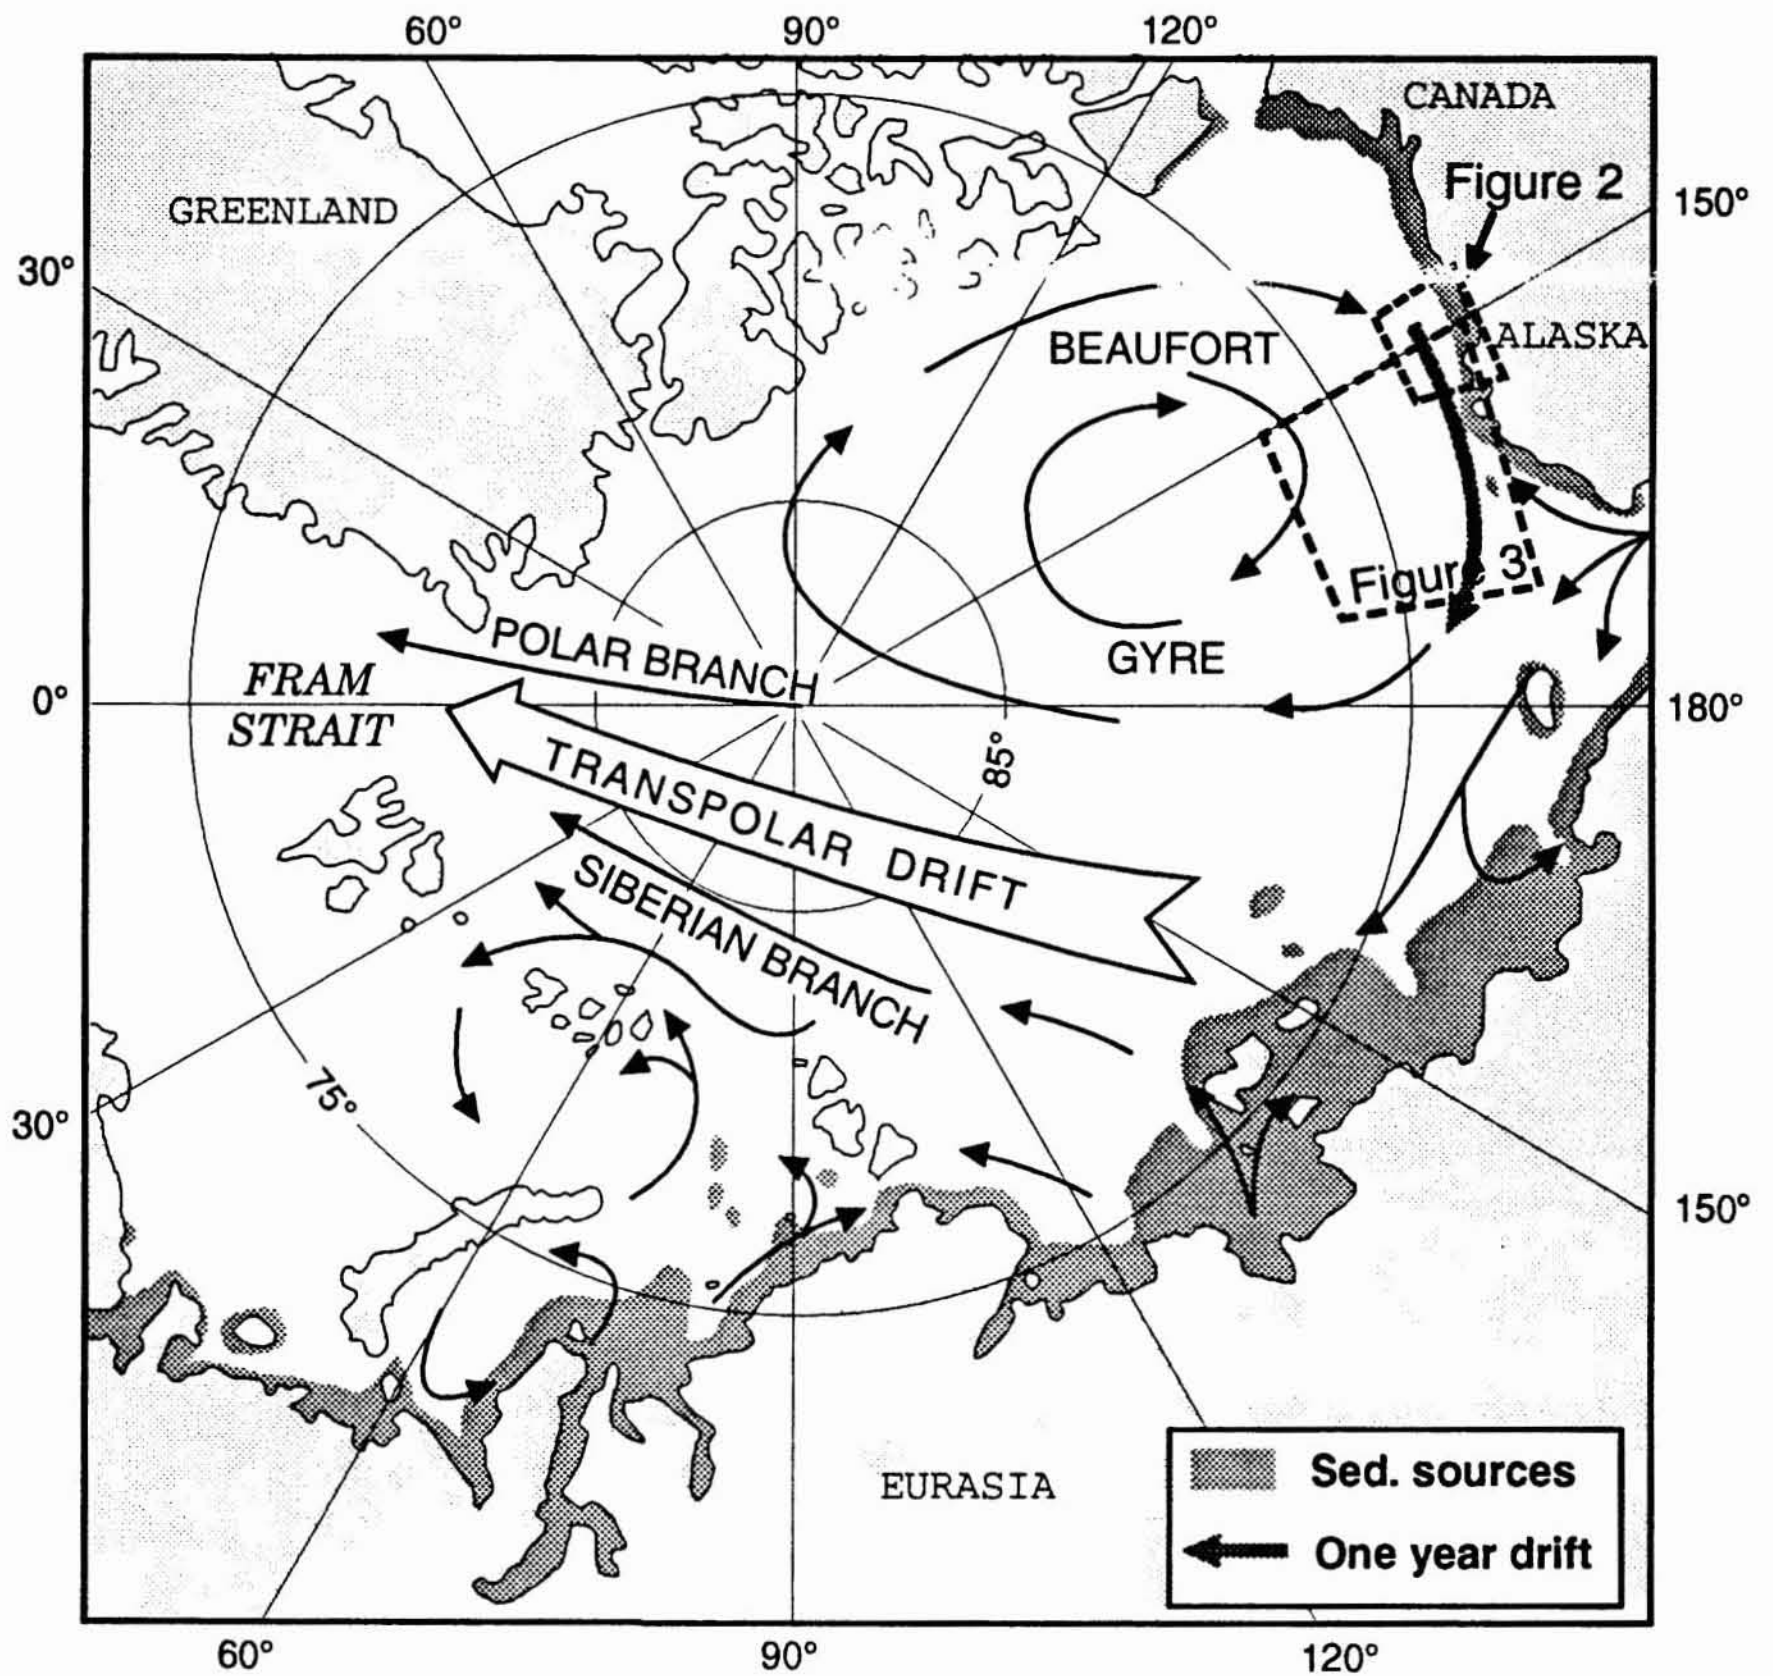 60°
90°
120°
CANADA
Figure 2
150°
GREENLAND
30°
ALASKA
BEAUFORT
Figure 3
POLAR BRANCH
GYRE
FRAM
STRAIT
0°
180°
85°
TRANSPOLAR DRIFT
SIBERIAN BRANCH
75°
30°
150°
EURASIA
Sed. sources
One year drift
60°
90°
120°